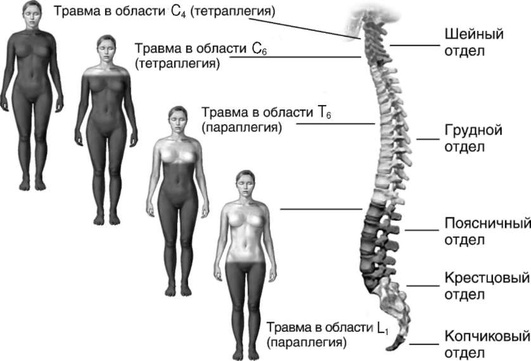 Травма в области C4 (тетраплегия)
Травма в области C6
(тетраплегия)
Травма в области T6
(параплегия)
Травма в области L1
(параплегия)
Шейный
отдел
Грудной
отдел
Поясничный
отдел
Крестцовый
отдел
Копчиковый
отдел